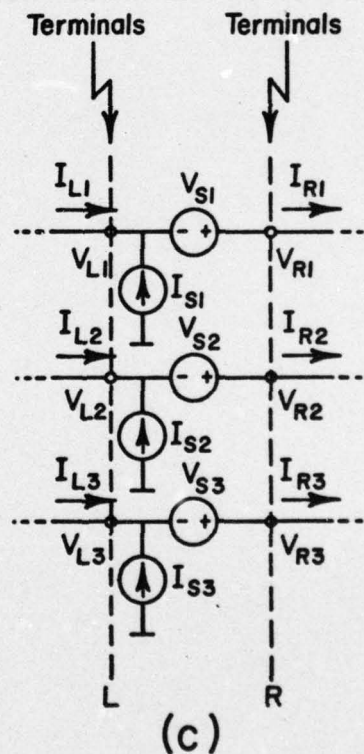 Terminals Terminals
I_L1 V_S1 I_R1
V_L1 I_S1 V_R1
I_L2 V_S2 I_R2
V_L2 I_S2 V_R2
I_L3 V_S3 I_R3
V_L3 I_S3 V_R3
L R
(C)